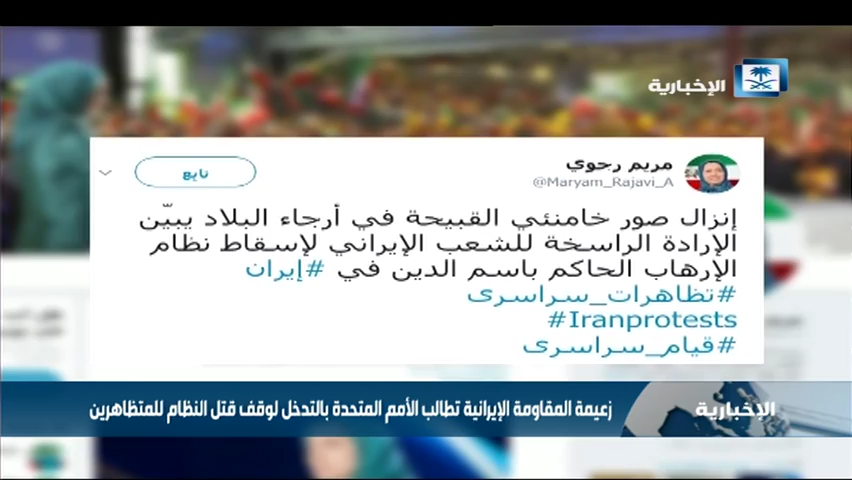 الإخبارية
مريم رجوي
تابع
@Maryam_Rajavi_A
إنزال صور خامنئي القبيحة في أرجاء البلاد يبيّن
الإرادة الراسخة للشعب الإيراني لإسقاط نظام
الإرهاب الحاكم باسم الدين في #إيران
#تظاهرات_سراسری
#Iranprotests
#قیام_سراسری
زعيمة المقاومة الإيرانية تطالب الأمم المتحدة بالتدخل لوقف قتل النظام للمتظاهرين
الإخبارية